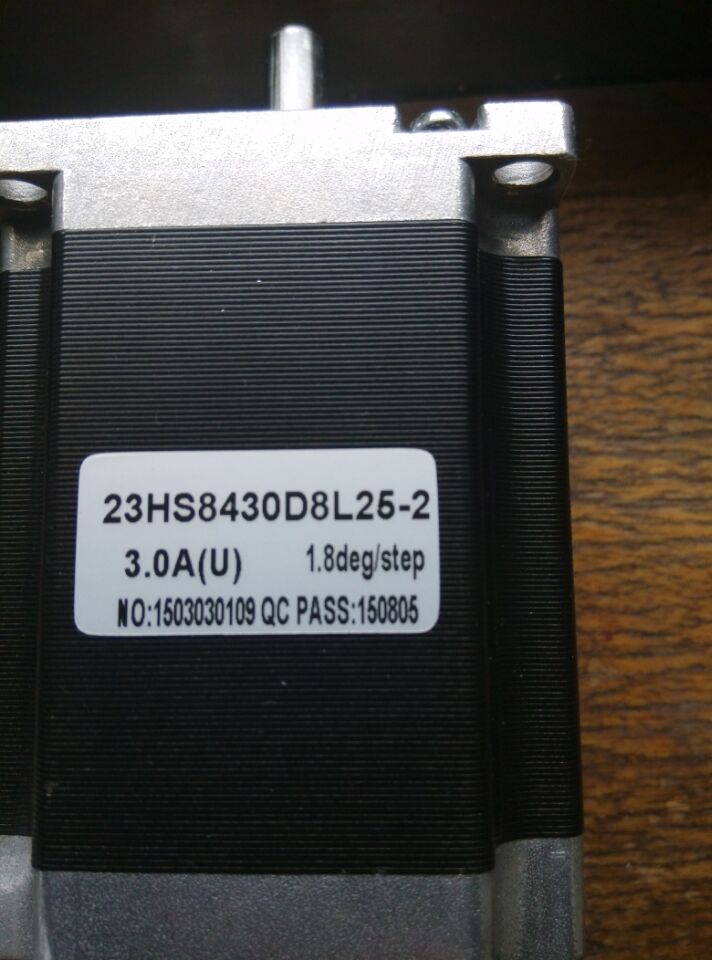 23HS8430D8L25-2
3.0A(U) 1.8deg/step
NO:1503030109 QC PASS:150805